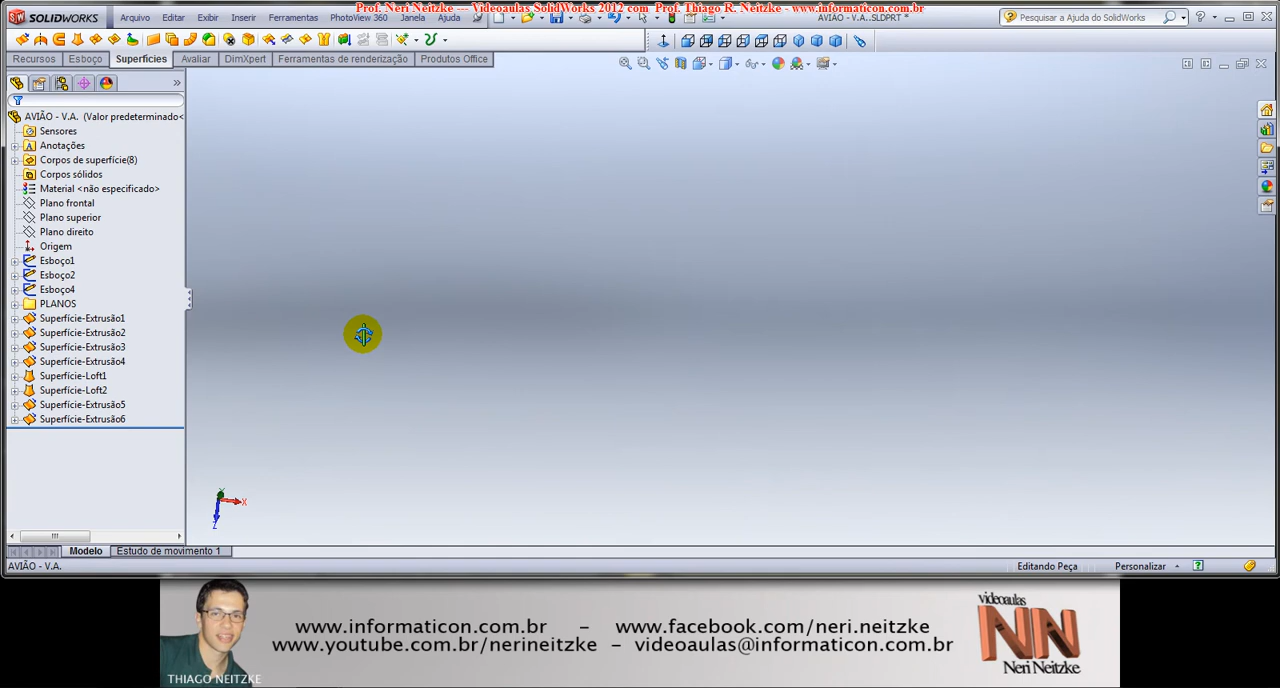 Prof. Neri Neitzke --- Videoaulas SolidWorks 2012 com Prof. Thiago R. Neitzke - www.informaticon.com.br
SOLIDWORKS
Arquivo Editar Exibir Inserir Ferramentas PhotoView 360 Janela Ajuda
AVIÃO - V.A..SLDPRT *
Pesquisar a Ajuda do SolidWorks
Recursos Esboço Superfícies Avaliar DimXpert Ferramentas de renderização Produtos Office
AVIÃO - V.A. (Valor predeterminado<
Sensores
Anotações
Corpos de superfície(8)
Corpos sólidos
Material <não especificado>
Plano frontal
Plano superior
Plano direito
Origem
Esboço1
Esboço2
Esboço4
PLANOS
Superfície-Extrusão1
Superfície-Extrusão2
Superfície-Extrusão3
Superfície-Extrusão4
Superfície-Loft1
Superfície-Loft2
Superfície-Extrusão5
Superfície-Extrusão6
X
Z
Modelo Estudo de movimento 1
AVIÃO - V.A.
Editando Peça Personalizar
www.informaticon.com.br - www.facebook.com/neri.neitzke
www.youtube.com.br/nerineitzke - videoaulas@informaticon.com.br
THIAGO NEITZKE
videoaulas
NN
Neri Neitzke